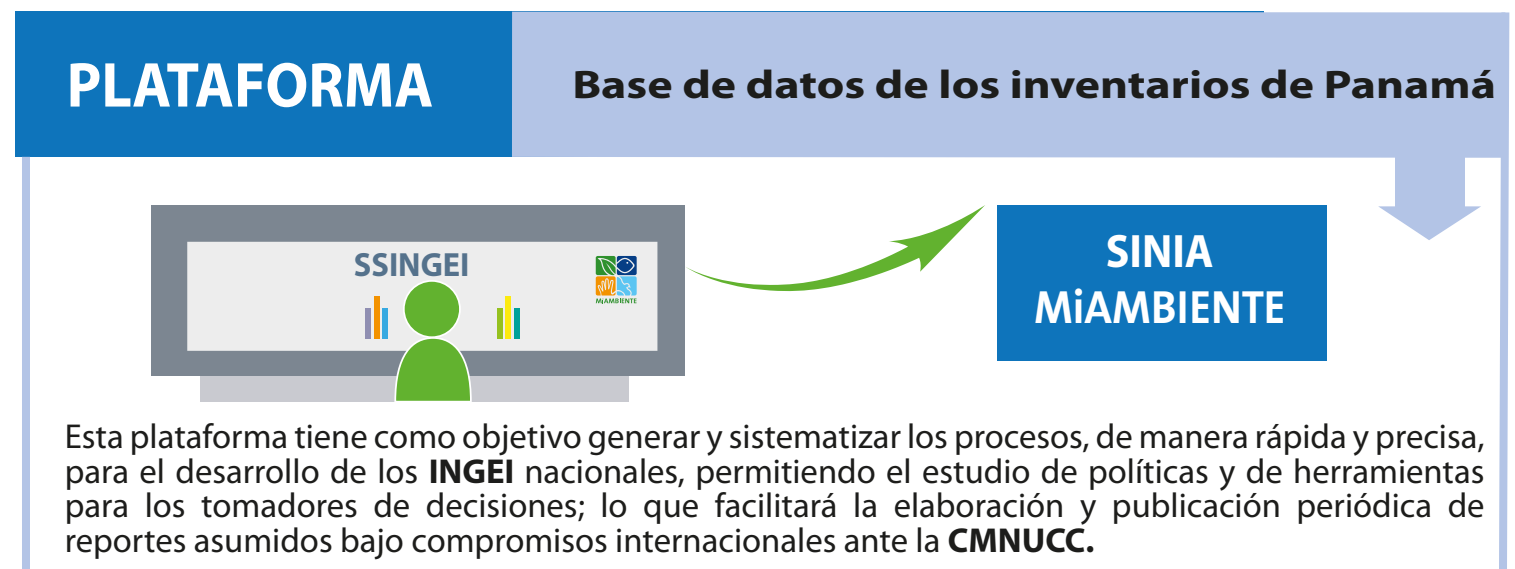 PLATAFORMA
Base de datos de los inventarios de Panamá
SSINGEI
MiAMBIENTE
SINIA
MiAMBIENTE
Esta plataforma tiene como objetivo generar y sistematizar los procesos, de manera rápida y precisa,
para el desarrollo de los INGEI nacionales, permitiendo el estudio de políticas y de herramientas
para los tomadores de decisiones; lo que facilitará la elaboración y publicación periódica de
reportes asumidos bajo compromisos internacionales ante la CMNUCC.